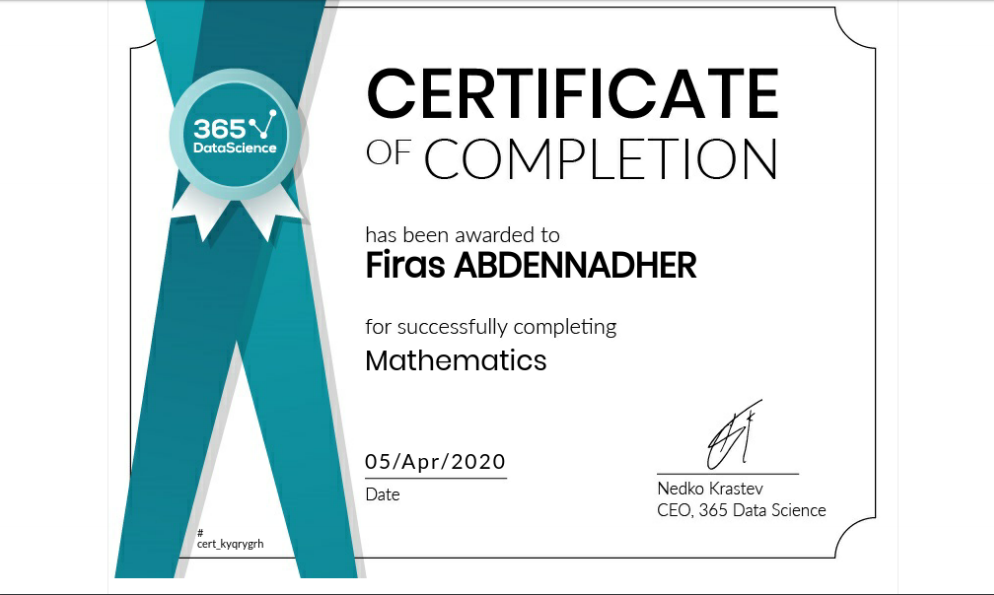 365
DataScience
CERTIFICATE
OF COMPLETION
has been awarded to
Firas ABDENNADHER
for successfully completing
Mathematics
05/Apr/2020
Date
Nedko Krastev
CEO, 365 Data Science
#
cert_kyqrygrh